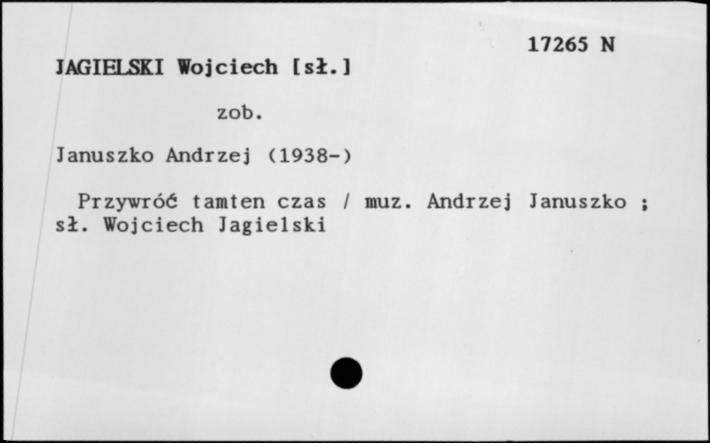 17265 N
JAGIELSKI Wojciech [sł.]
zob.
Januszko Andrzej (1938-)
Przywróć tamten czas / muz. Andrzej Januszko ;
sł. Wojciech Jagielski